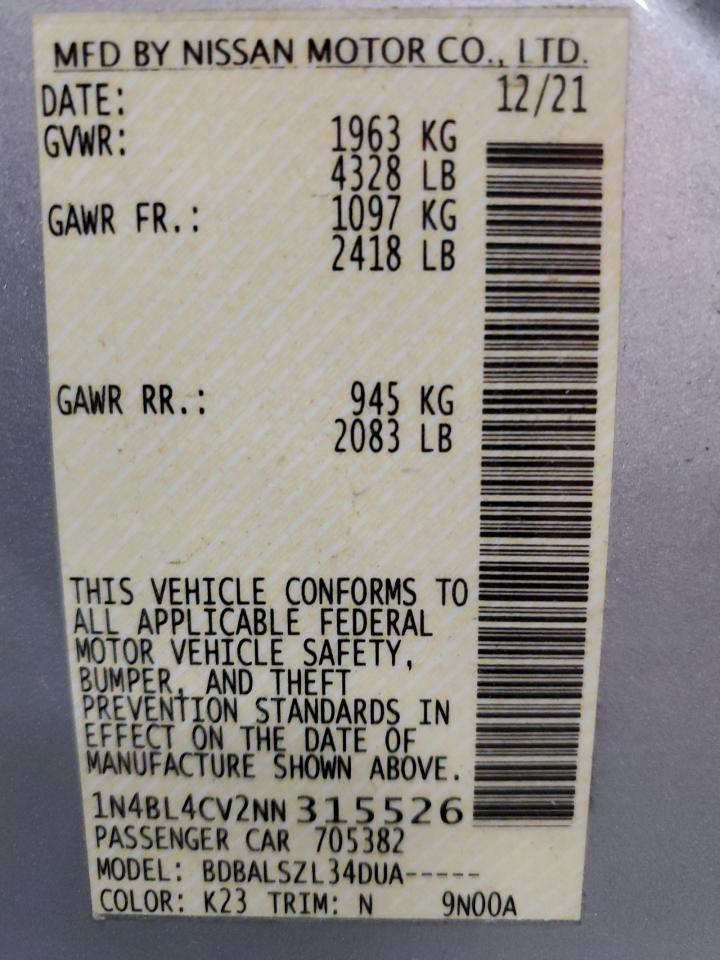 MFD BY NISSAN MOTOR CO., LTD.
DATE: 12/21
GVWR: 1963 KG
4328 LB
GAWR FR.: 1097 KG
2418 LB
GAWR RR.: 945 KG
2083 LB
THIS VEHICLE CONFORMS TO
ALL APPLICABLE FEDERAL
MOTOR VEHICLE SAFETY,
BUMPER, AND THEFT
PREVENTION STANDARDS IN
EFFECT ON THE DATE OF
MANUFACTURE SHOWN ABOVE.
1N4BL4CV2NN315526
PASSENGER CAR 705382
MODEL: BDBALSZL34DUA-----
COLOR: K23 TRIM: N 9N00A